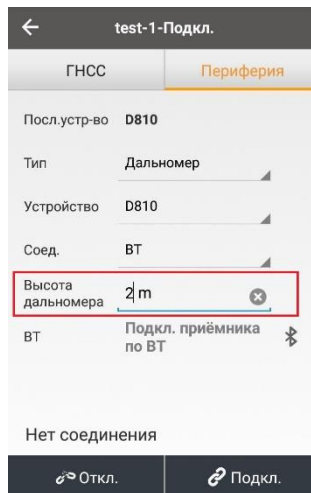 test-1-Подкл.
ГНСС Периферия
Посл.устр-во D810
Тип Дальномер
Устройство D810
Соед. BT
Высота
дальномера 2 m
BT Подкл. приёмника
по BT
Нет соединения
Откл. Подкл.